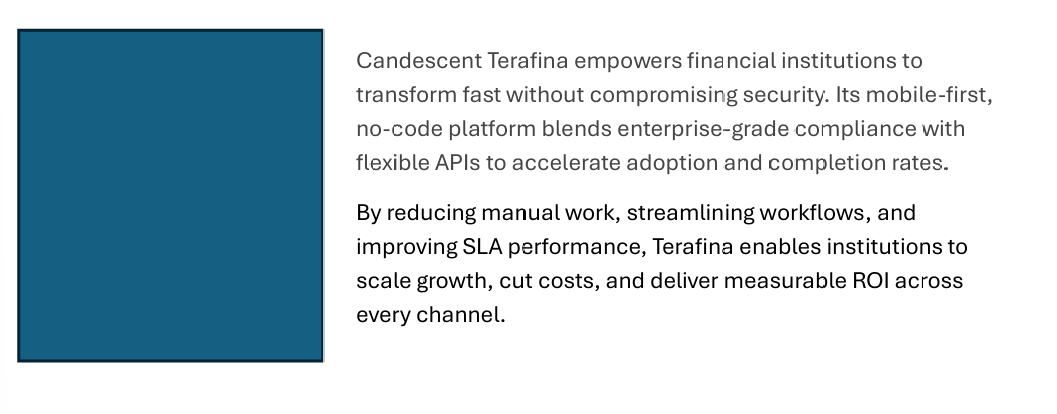 Candescent Terafina empowers financial institutions to
transform fast without compromising security. Its mobile-first,
no-code platform blends enterprise-grade compliance with
flexible APIs to accelerate adoption and completion rates.
By reducing manual work, streamlining workflows, and
improving SLA performance, Terafina enables institutions to
scale growth, cut costs, and deliver measurable ROI across
every channel.